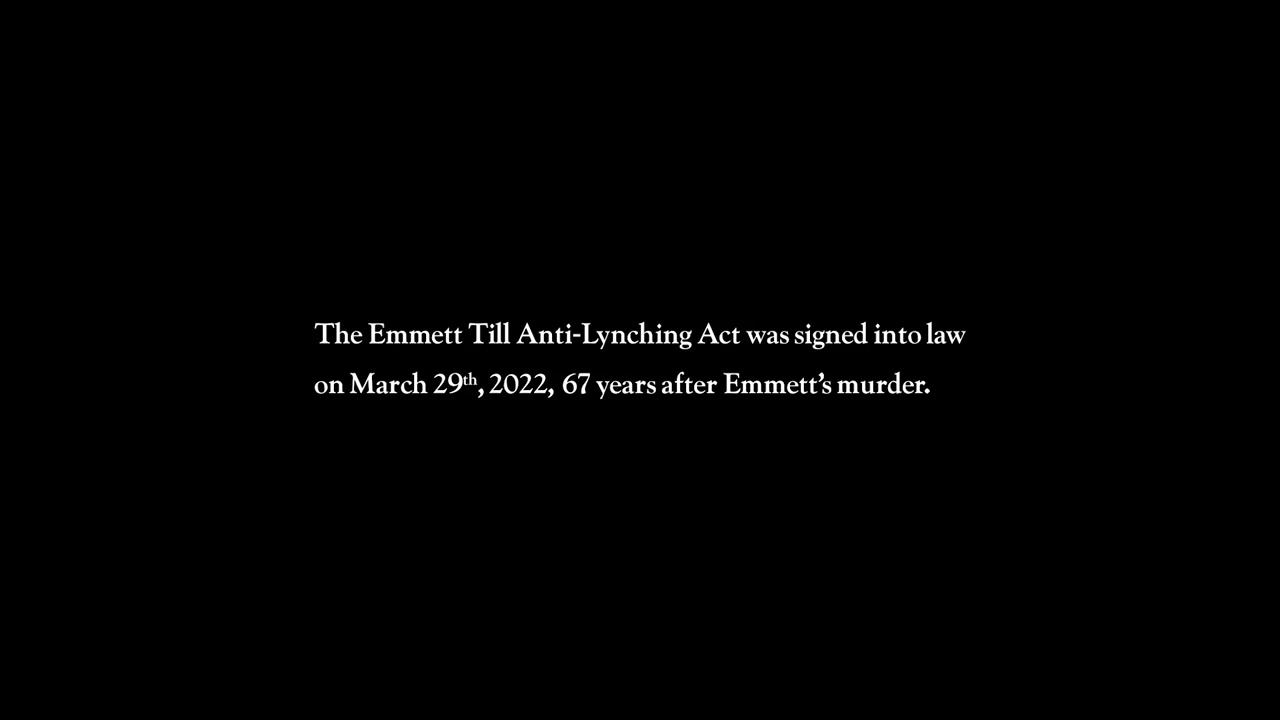 The Emmett Till Anti-Lynching Act was signed into law
on March 29th, 2022, 67 years after Emmett’s murder.